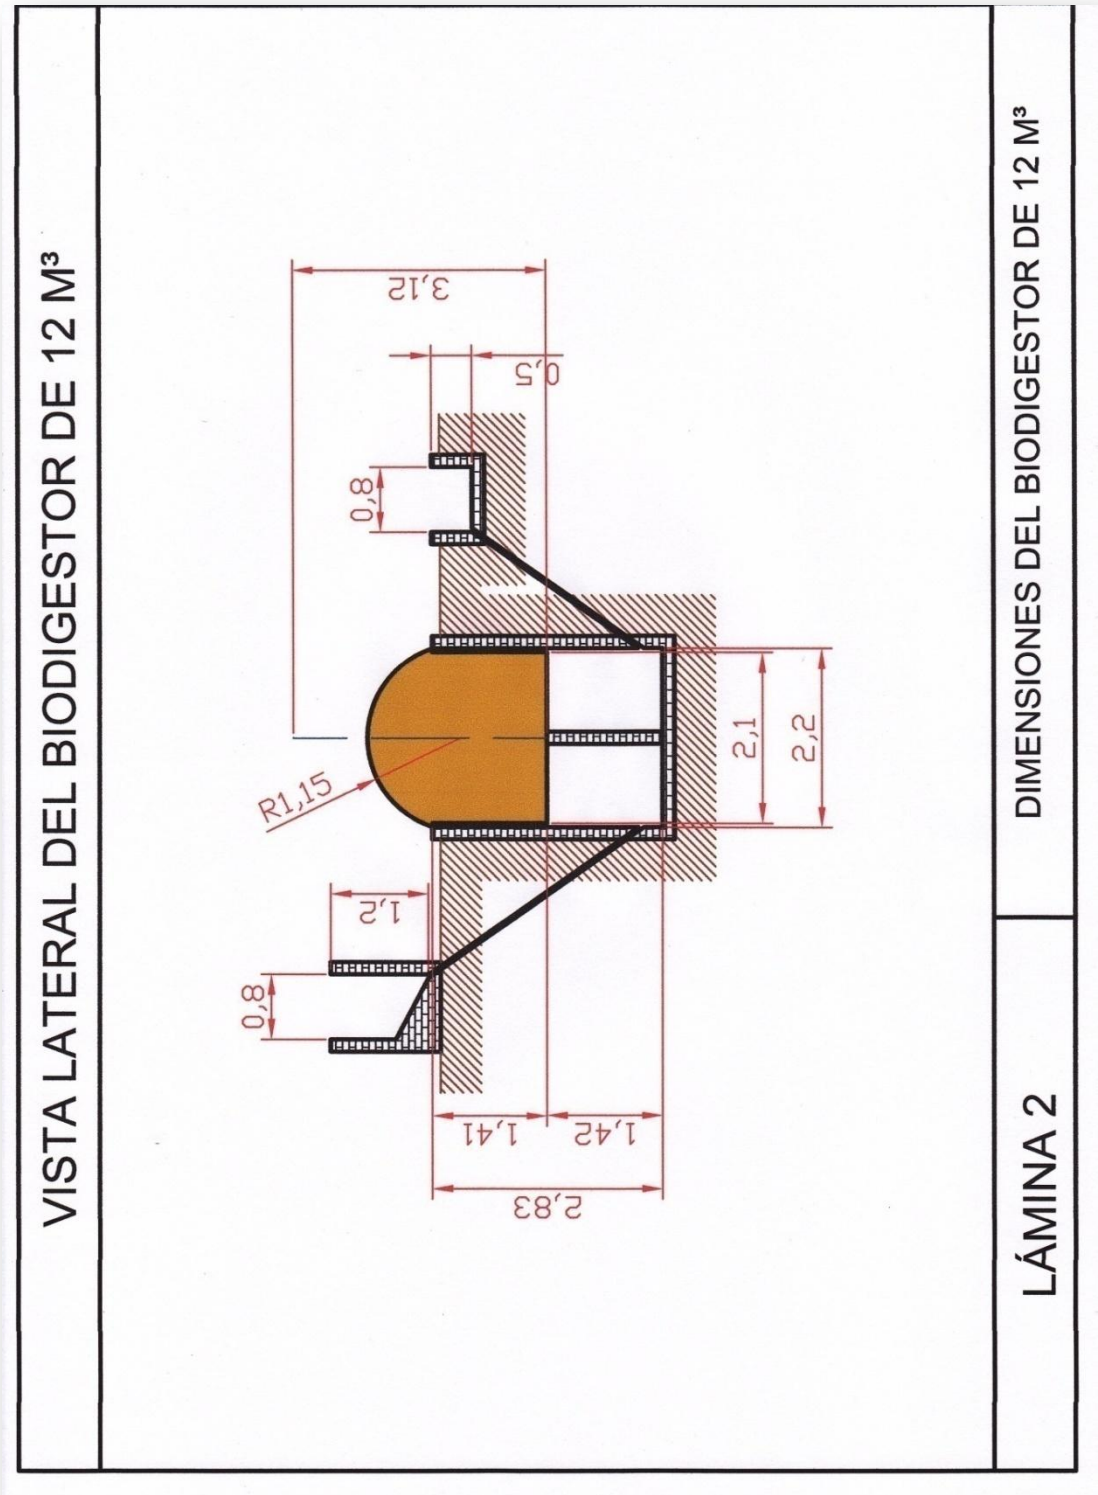 VISTA LATERAL DEL BIODIGESTOR DE 12 M³
3,12
0,5
0,8
R1,15
1,2
0,8
2,1
2,2
1,41
1,42
2,83
LÁMINA 2
DIMENSIONES DEL BIODIGESTOR DE 12 M³